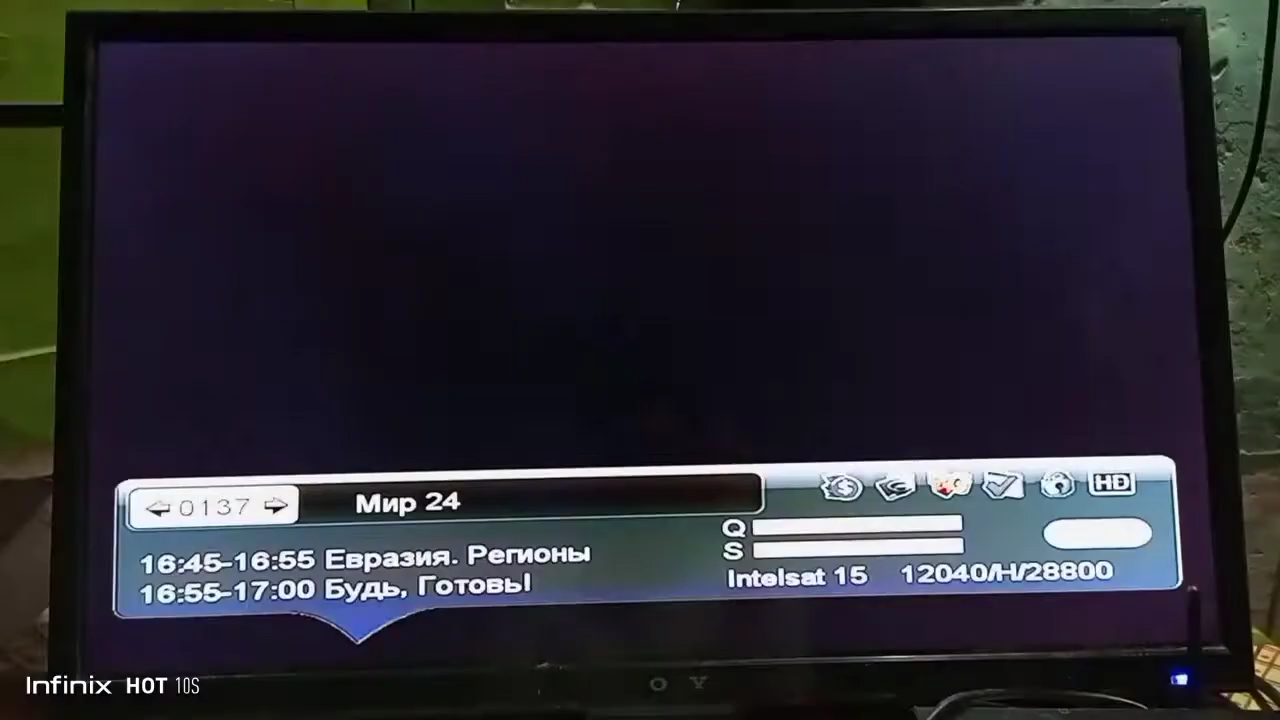 0137
Мир 24
HD
16:45-16:55 Евразия. Регионы
16:55-17:00 Будь, Готовы
Q
S
Intelsat 15 12040/H/28800
O Y
Infinix HOT 10S